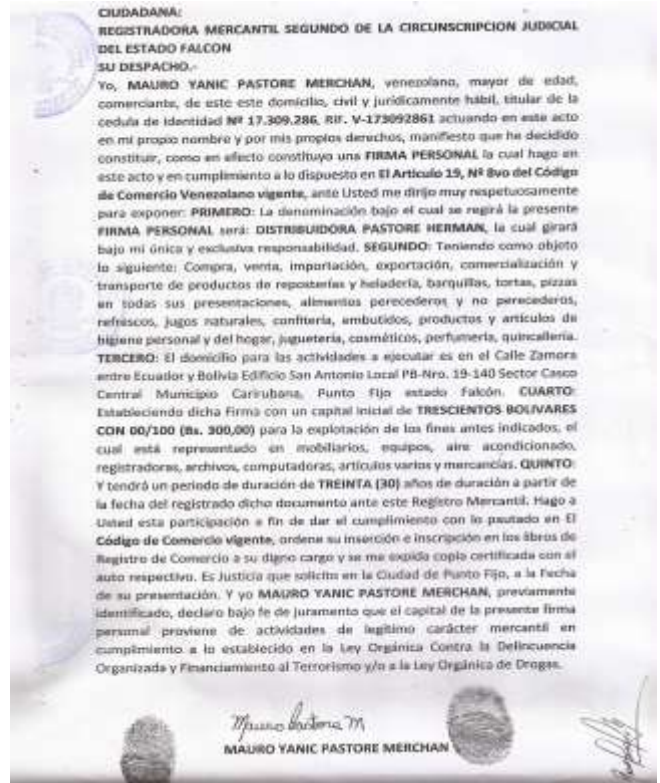 CIUDADANA:
REGISTRADORA MERCANTIL SEGUNDO DE LA CIRCUNSCRIPCION JUDICIAL
DEL ESTADO FALCON
SU DESPACHO.-
Yo, MAURO YANIC PASTORE MERCHAN, venezolano, mayor de edad,
comerciante, de este este domicilio, civil y jurídicamente hábil, titular de la
cedula de identidad Nº 17.309.286, RIF. V-173092861 actuando en este acto
en mi propio nombre y por mis propios derechos, manifiesto que he decidido
constituir, como en efecto constituyo una FIRMA PERSONAL la cual hago en
este acto y en cumplimiento a lo dispuesto en El Artículo 19, Nº 8vo del Código
de Comercio Venezolano vigente, ante Usted me dirijo muy respetuosamente
para exponer: PRIMERO: La denominación bajo el cual se regirá la presente
FIRMA PERSONAL será: DISTRIBUIDORA PASTORE HERMAN, la cual girará
bajo mi única y exclusiva responsabilidad. SEGUNDO: Teniendo como objeto
lo siguiente: Compra, venta, importación, exportación, comercialización y
transporte de productos de reposterías y heladería, barquillas, tortas, pizzas
en todas sus presentaciones, alimentos perecederos y no perecederos,
refrescos, jugos naturales, confitería, embutidos, productos y artículos de
higiene personal y del hogar, juguetería, cosméticos, perfumería, quincallería.
TERCERO: El domicilio para las actividades a ejecutar es en el Calle Zamora
entre Ecuador y Bolivia Edificio San Antonio Local PB-Nro. 19-140 Sector Casco
Central Municipio Carirubana, Punto Fijo estado Falcón. CUARTO:
Estableciendo dicha Firma con un capital inicial de TRESCIENTOS BOLIVARES
CON 00/100 (Bs. 300,00) para la explotación de los fines antes indicados, el
cual está representado en mobiliarios, equipos, aire acondicionado,
registradoras, archivos, computadoras, artículos varios y mercancías. QUINTO:
Y tendrá un periodo de duración de TREINTA (30) años de duración a partir de
la fecha del registrado dicho documento ante este Registro Mercantil. Hago a
Usted esta participación a fin de dar el cumplimiento con lo pautado en El
Código de Comercio vigente, ordene su inserción e inscripción en los libros de
Registro de Comercio a su digno cargo y se me expida copia certificada con el
auto respectivo. Es Justicia que solicito en la Ciudad de Punto Fijo, a la Fecha
de su presentación. Y yo MAURO YANIC PASTORE MERCHAN, previamente
identificado, declaro bajo fe de juramento que el capital de la presente firma
personal proviene de actividades de legítimo carácter mercantil en
cumplimiento a lo establecido en la Ley Orgánica Contra la Delincuencia
Organizada y Financiamiento al Terrorismo y/o a la Ley Orgánica de Drogas.
Mauro Pastore M
MAURO YANIC PASTORE MERCHAN